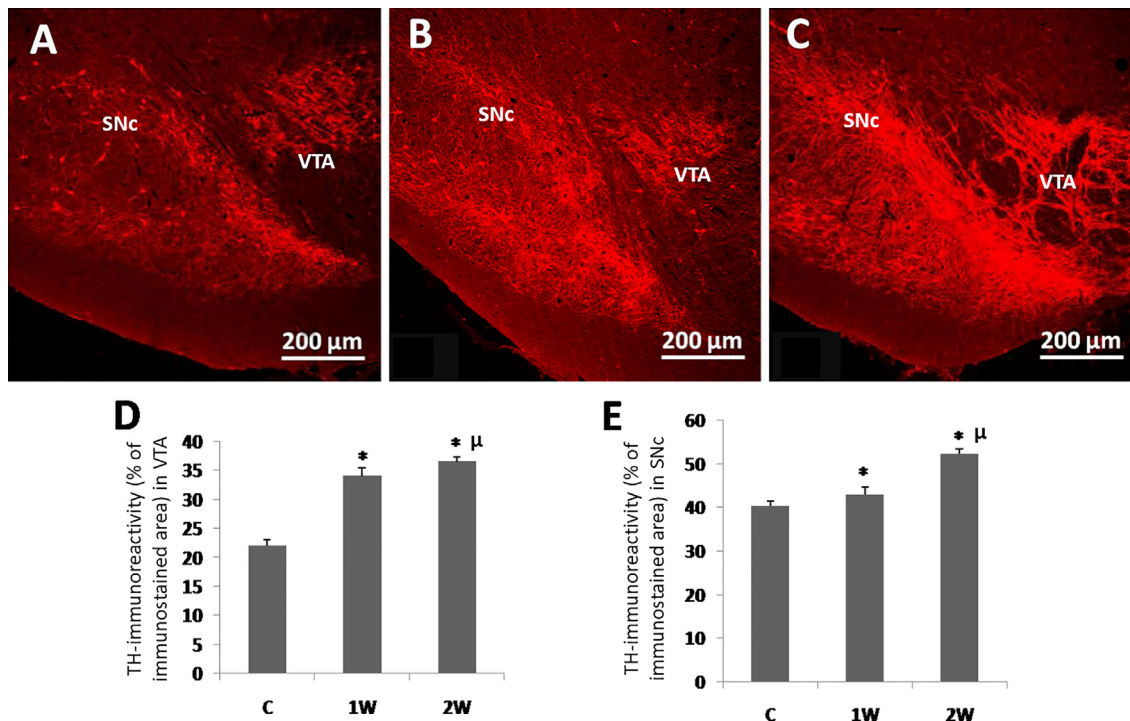 A
SNc
VTA
200 µm
B
SNc
VTA
200 µm
C
SNc
VTA
200 µm
D
TH-immunoreactivity (% of
immunostained area) in VTA
40
35
30
25
20
15
10
5
0
*
* µ
C 1W 2W
E
TH-immunoreactivity (% of
immunostained area) in SNc
60
50
40
30
20
10
0
*
* µ
C 1W 2W